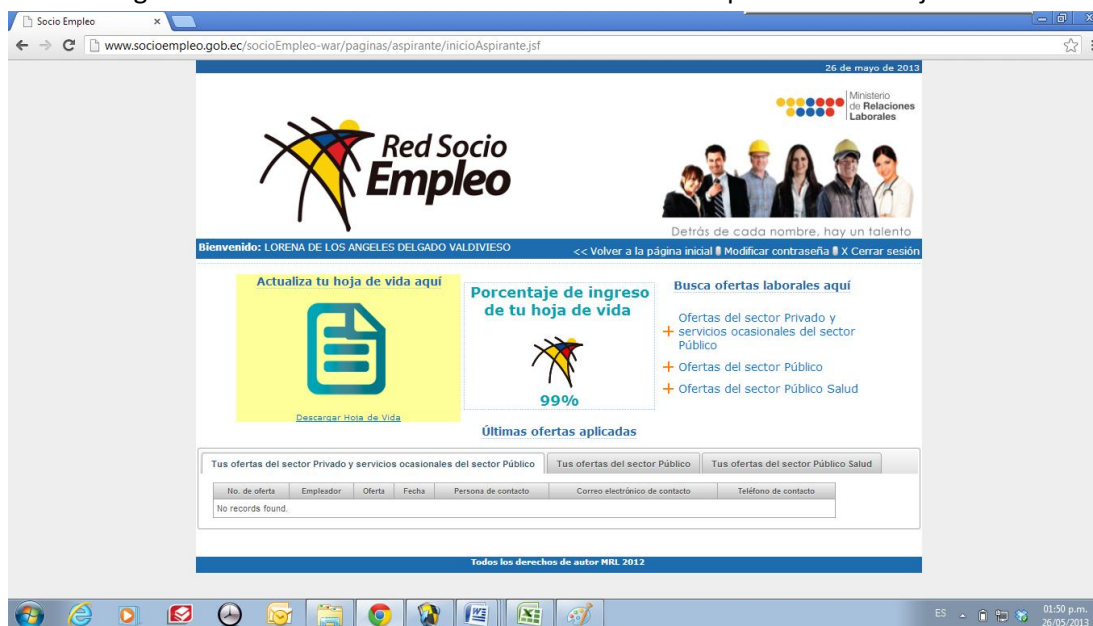 Socio Empleo
www.socioempleo.gob.ec/socioEmpleo-war/paginas/aspirante/inicioAspirante.jsf
26 de mayo de 2013
Ministerio
de Relaciones
Laborales
Red Socio
Empleo
Detrás de cada nombre, hay un talento
Bienvenido: LORENA DE LOS ANGELES DELGADO VALDIVIESO
<< Volver a la página inicial Modificar contraseña X Cerrar sesión
Actualiza tu hoja de vida aquí
Descargar Hoja de Vida
Porcentaje de ingreso
de tu hoja de vida
99%
Busca ofertas laborales aquí
Ofertas del sector Privado y
servicios ocasionales del sector
Público
Ofertas del sector Público
Ofertas del sector Público Salud
Últimas ofertas aplicadas
Tus ofertas del sector Privado y servicios ocasionales del sector Público Tus ofertas del sector Público Tus ofertas del sector Público Salud
No. de oferta Empleador Oferta Fecha Persona de contacto Correo electrónico de contacto Teléfono de contacto
No records found.
Todos los derechos de autor MRL 2012
ES
01:50 p.m.
26/05/2013